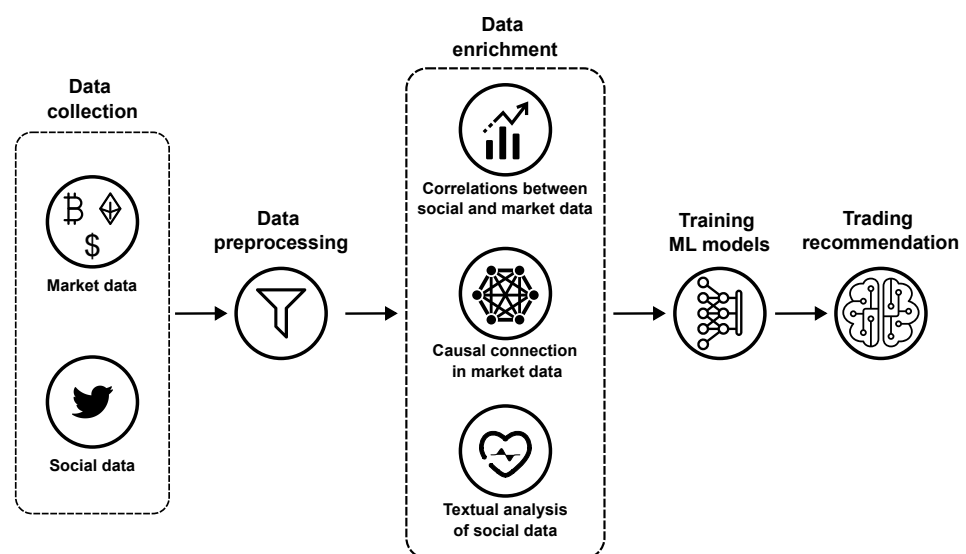 Data
collection
Market data
Social data
Data
preprocessing
Data
enrichment
Correlations between
social and market data
Causal connection
in market data
Textual analysis
of social data
Training
ML models
Trading
recommendation